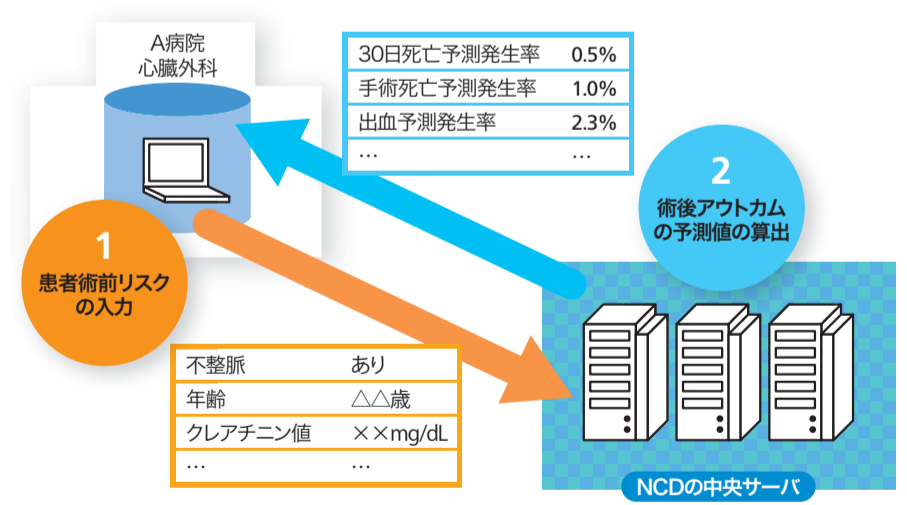 A病院
心臓外科
30日死亡予測発生率 0.5%
手術死亡予測発生率 1.0%
出血予測発生率 2.3%
… …
1
患者術前リスク
の入力
2
術後アウトカム
の予測値の算出
不整脈 あり
年齢 △△歳
クレアチニン値 ××mg/dL
… …
NCDの中央サーバ